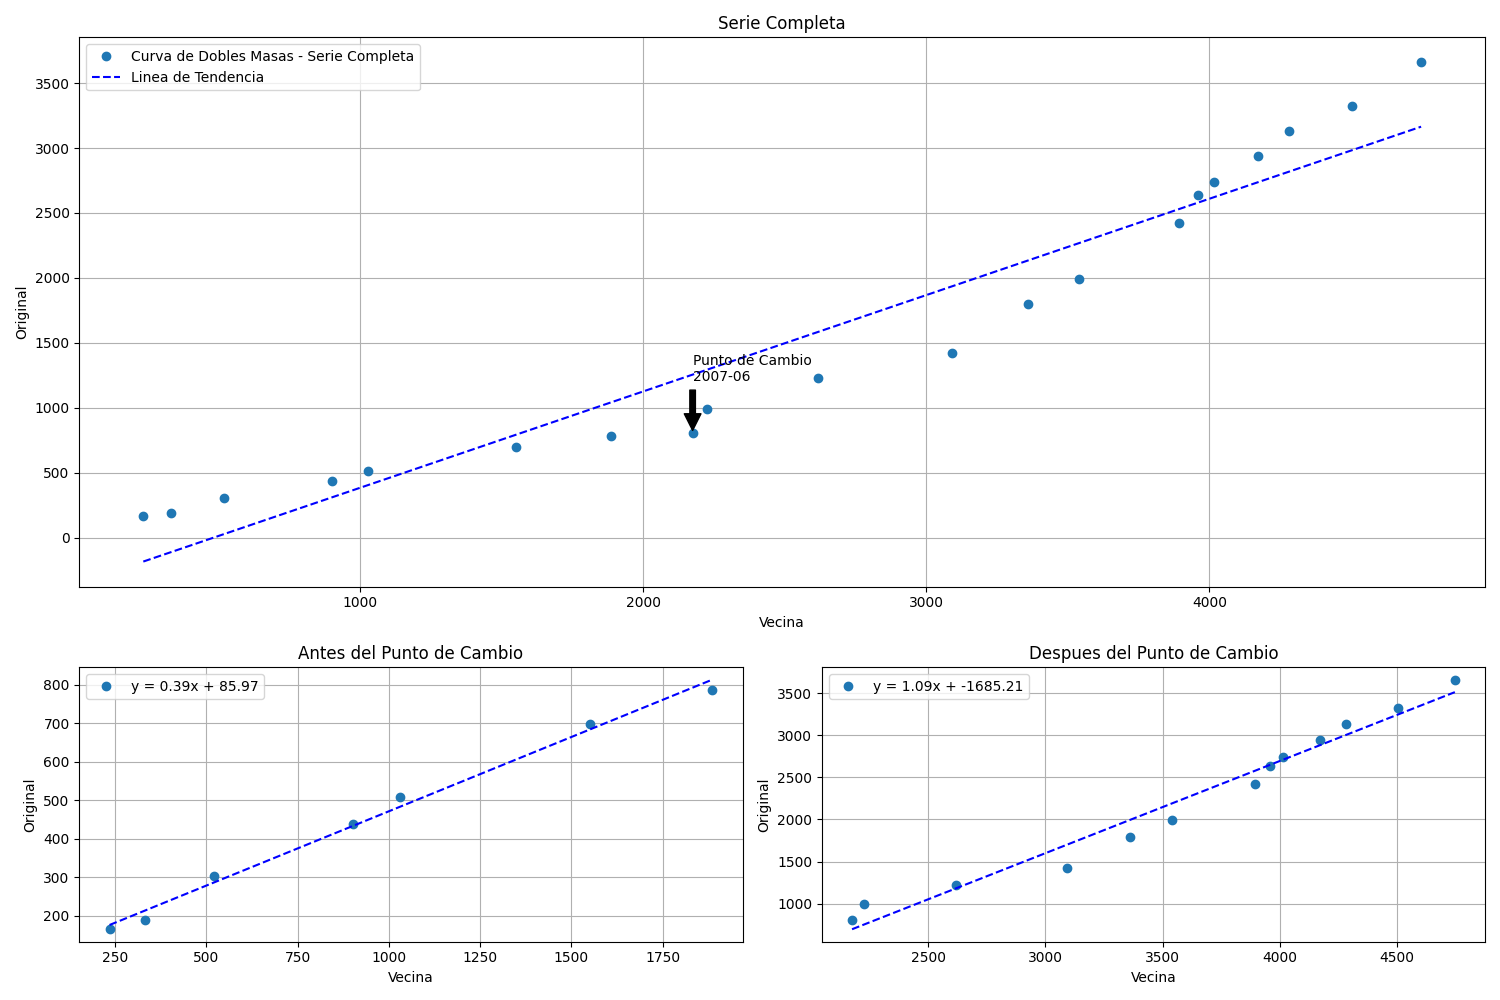 Serie Completa
Curva de Dobles Masas - Serie Completa
Linea de Tendencia
3500
3000
2500
2000
1500
1000
500
0
Original
Punto de Cambio
2007-06
1000
2000
3000
4000
Vecina
Antes del Punto de Cambio
y = 0.39x + 85.97
800
700
600
500
400
300
200
Original
250
500
750
1000
1250
1500
1750
Vecina
Despues del Punto de Cambio
y = 1.09x + -1685.21
3500
3000
2500
2000
1500
1000
Original
2500
3000
3500
4000
4500
Vecina